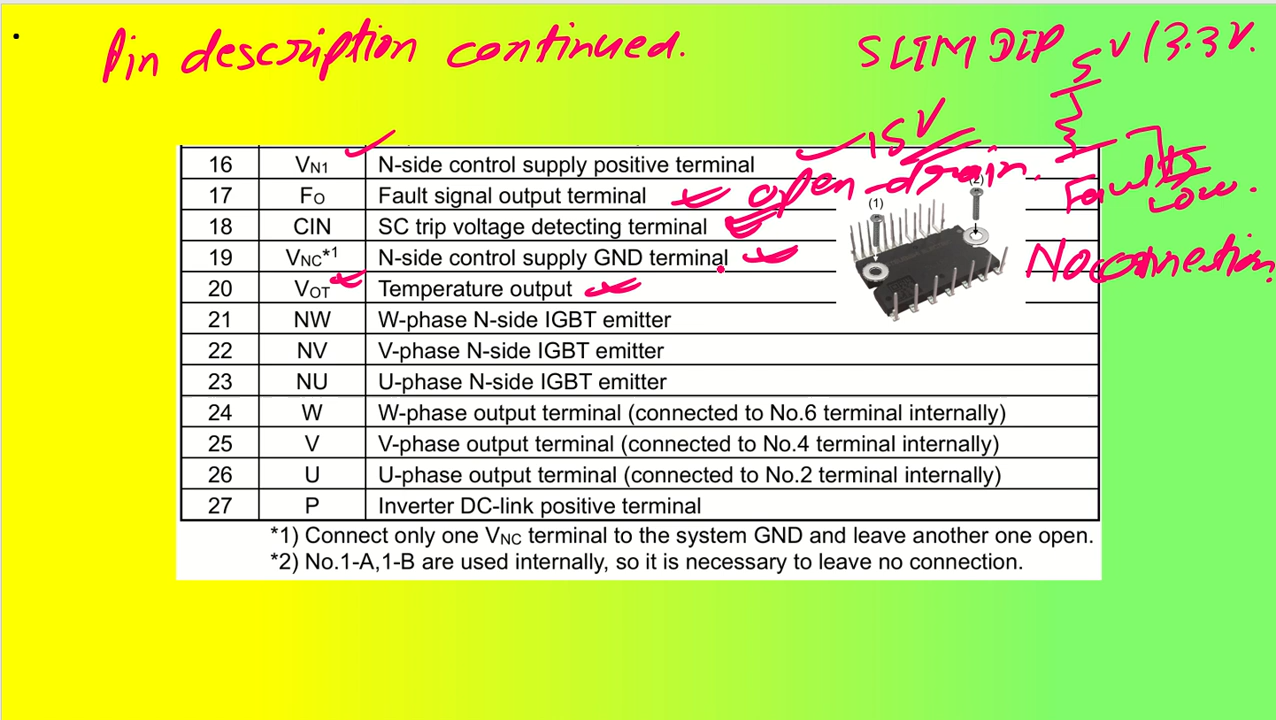 Pin description continued.
SLIM DIP
5V/3.3V.
16 VN1 N-side control supply positive terminal
15V
17 FO Fault signal output terminal
open-drain.
Fault is
Low.
18 CIN SC trip voltage detecting terminal
19 VNC*1 N-side control supply GND terminal
No connection
20 VOT Temperature output
21 NW W-phase N-side IGBT emitter
22 NV V-phase N-side IGBT emitter
23 NU U-phase N-side IGBT emitter
24 W W-phase output terminal (connected to No.6 terminal internally)
25 V V-phase output terminal (connected to No.4 terminal internally)
26 U U-phase output terminal (connected to No.2 terminal internally)
27 P Inverter DC-link positive terminal
(1)
(2)
*1) Connect only one VNC terminal to the system GND and leave another one open.
*2) No.1-A,1-B are used internally, so it is necessary to leave no connection.